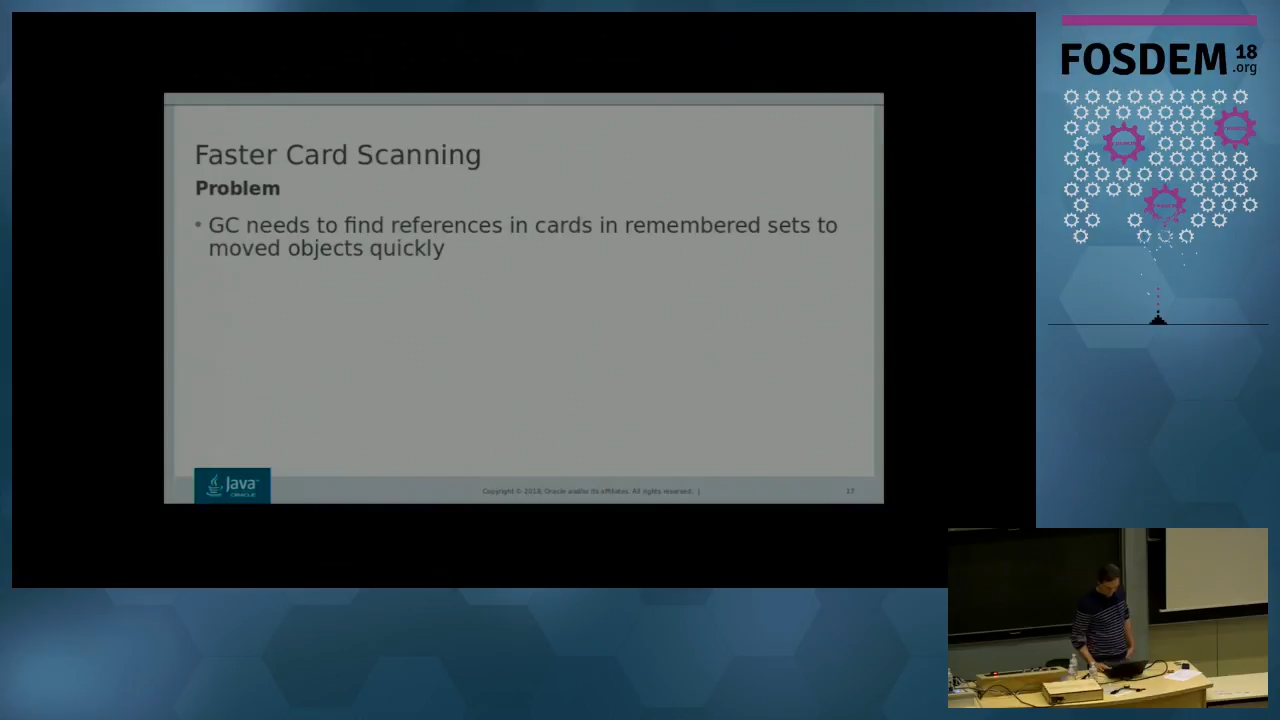 FOSDEM 18
.org
Faster Card Scanning
Problem
• GC needs to find references in cards in remembered sets to
moved objects quickly
Java
ORACLE
Copyright © 2018, Oracle and/or its affiliates. All rights reserved. |
17